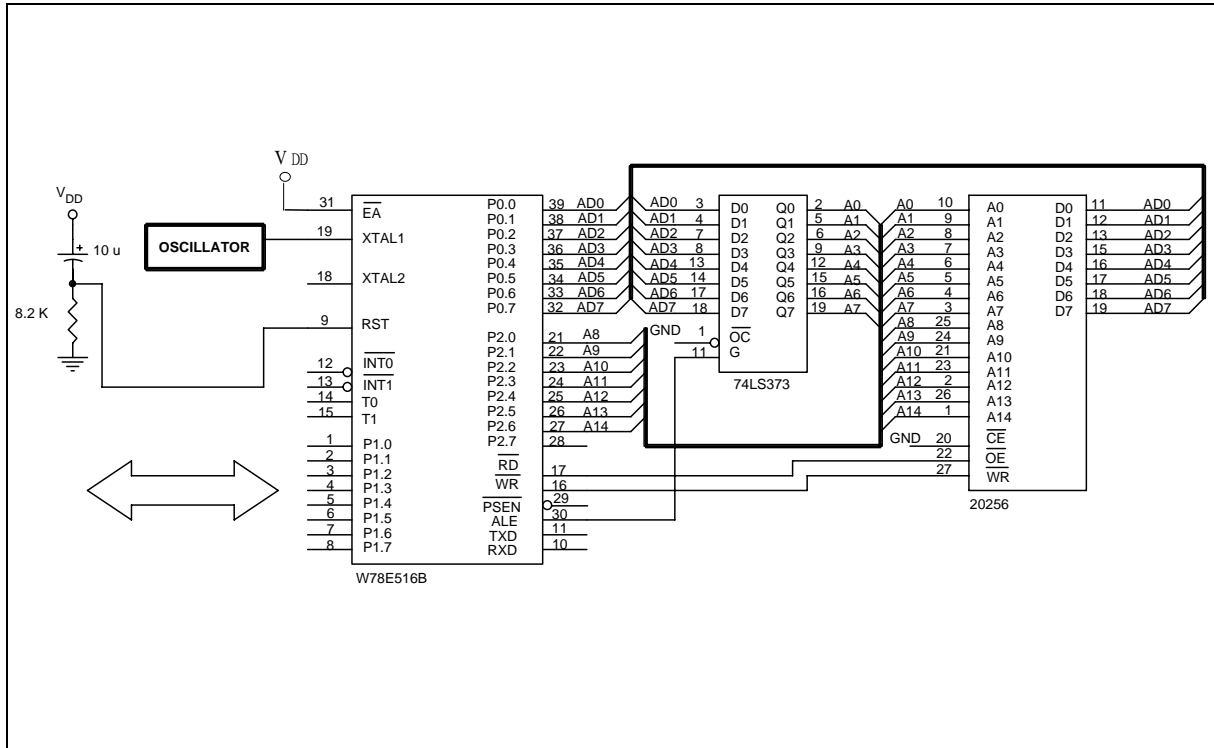 VDD
10 u
8.2 K
OSCILLATOR
V DD
31 EA
19 XTAL1
18 XTAL2
9 RST
12 INT0
13 INT1
14 T0
15 T1
1 P1.0
2 P1.1
3 P1.2
4 P1.3
5 P1.4
6 P1.5
7 P1.6
8 P1.7
P0.0 39 AD0
P0.1 38 AD1
P0.2 37 AD2
P0.3 36 AD3
P0.4 35 AD4
P0.5 34 AD5
P0.6 33 AD6
P0.7 32 AD7
P2.0 21 A8
P2.1 22 A9
P2.2 23 A10
P2.3 24 A11
P2.4 25 A12
P2.5 26 A13
P2.6 27 A14
P2.7 28
RD 17
WR 16
PSEN 29
ALE 30
TXD 11
RXD 10
W78E516B
AD0 3 D0 Q0 2 A0
AD1 4 D1 Q1 5 A1
AD2 7 D2 Q2 6 A2
AD3 8 D3 Q3 9 A3
AD4 13 D4 Q4 12 A4
AD5 14 D5 Q5 15 A5
AD6 17 D6 Q6 16 A6
AD7 18 D7 Q7 19 A7
GND 1 OC
11 G
74LS373
A0 10 A0 D0 11 AD0
A1 9 A1 D1 12 AD1
A2 8 A2 D2 13 AD2
A3 7 A3 D3 15 AD3
A4 6 A4 D4 16 AD4
A5 5 A5 D5 17 AD5
A6 4 A6 D6 18 AD6
A7 3 A7 D7 19 AD7
A8 25 A8
A9 24 A9
A10 21 A10
A11 23 A11
A12 2 A12
A13 26 A13
A14 1 A14
GND 20 CE
22 OE
27 WR
20256